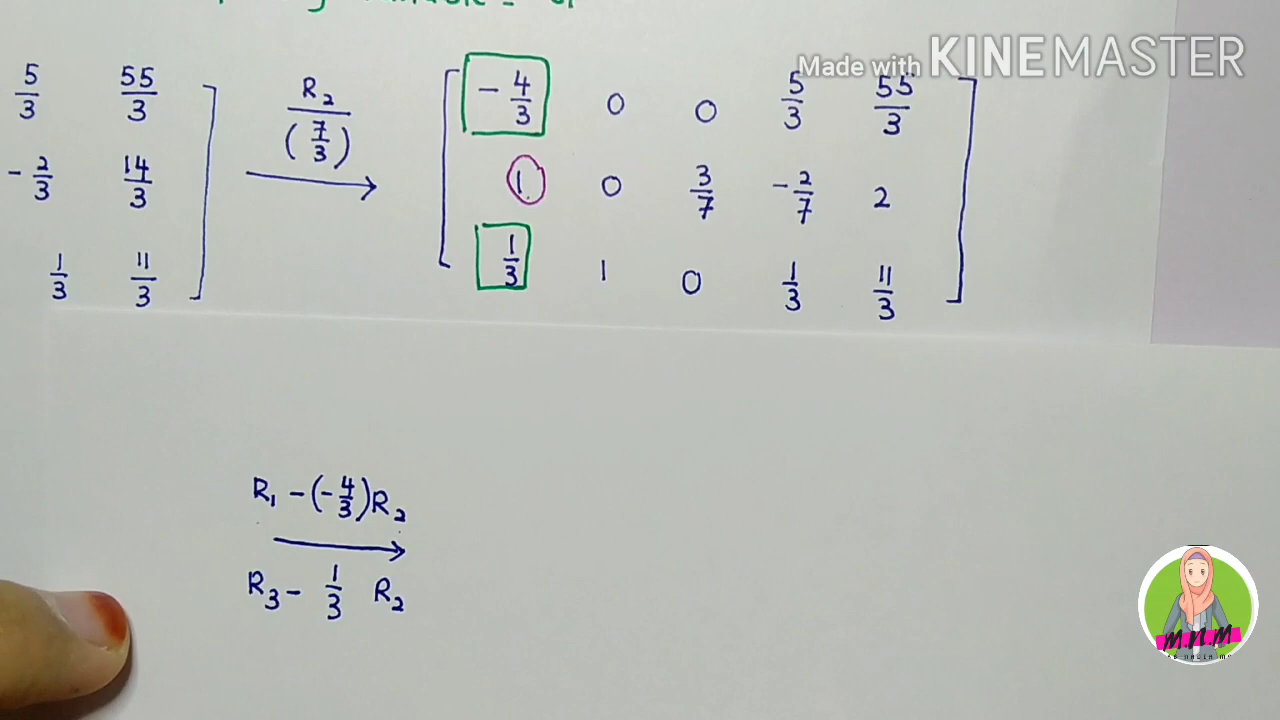 Made with KINEMASTER
5/3 55/3
-2/3 14/3
1/3 11/3
R₂
(7/3)
-4/3 0 0 5/3 55/3
1 0 3/7 -2/7 2
1/3 1 0 1/3 11/3
R₁ - (-4/3)R₂
R₃ - 1/3 R₂
M.N.M